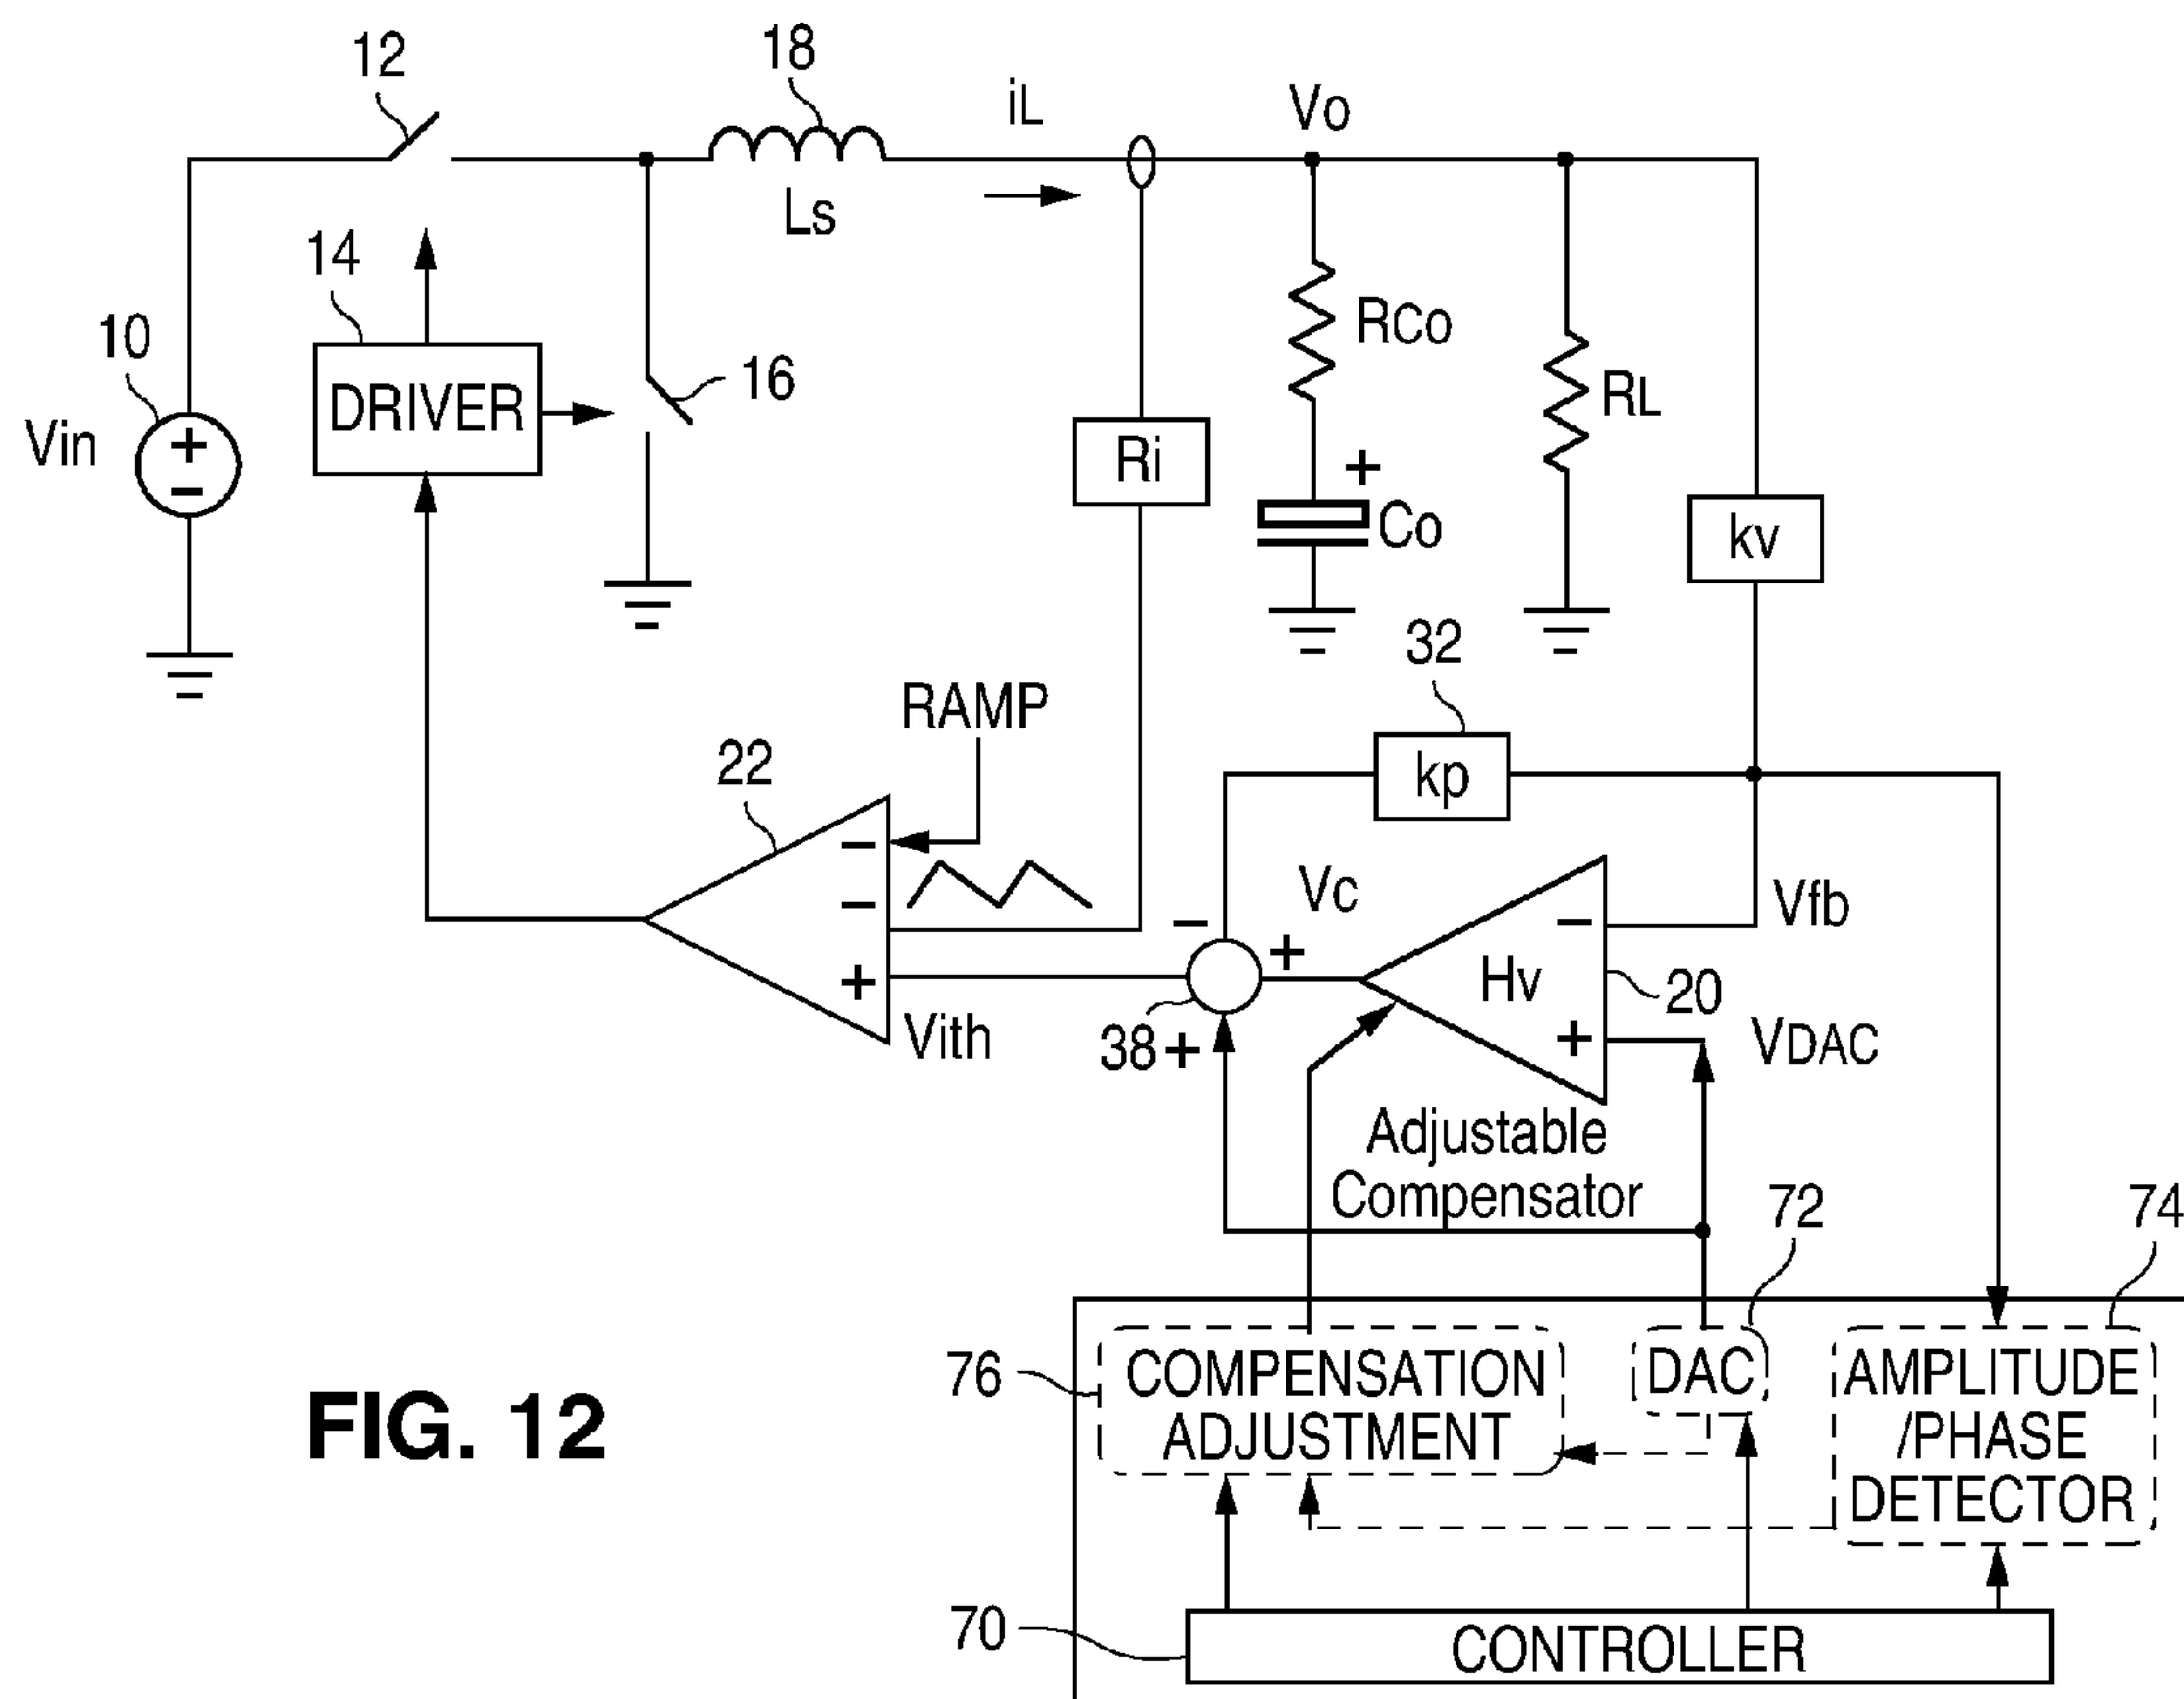 12
18
iL
Vo
Ls
14
10
RCo
DRIVER
16
RL
Vin
+
−
Ri
+
Co
kv
32
RAMP
22
kp
−
−
+
Vc
−
+
Hv
−
+
Vfb
20
Vith
38
+
VDAC
Adjustable
Compensator
72
74
76
COMPENSATION
ADJUSTMENT
DAC
AMPLITUDE
/PHASE
DETECTOR
FIG. 12
70
CONTROLLER